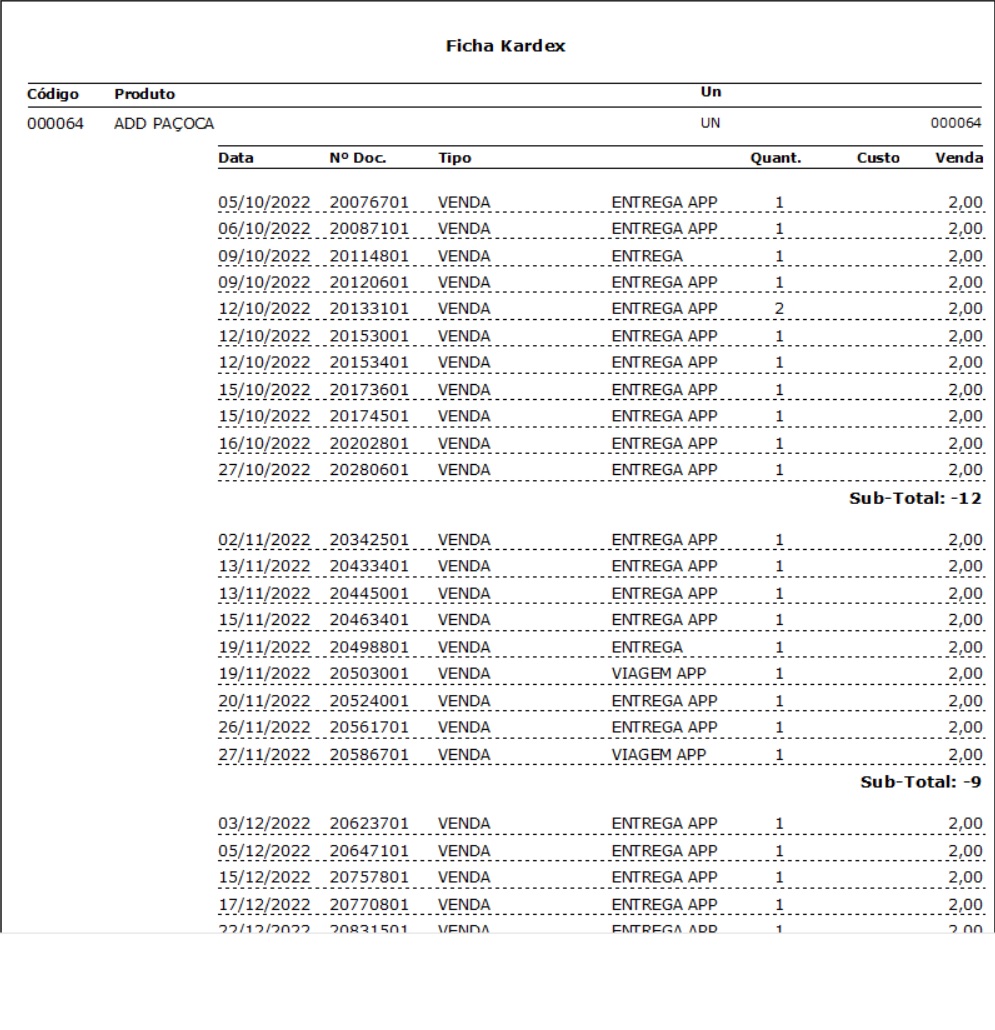 Ficha Kardex
Código Produto Un
000064 ADD PAÇOCA UN 000064
Data Nº Doc. Tipo Quant. Custo Venda
05/10/2022 20076701 VENDA ENTREGA APP 1 2,00
06/10/2022 20087101 VENDA ENTREGA APP 1 2,00
09/10/2022 20114801 VENDA ENTREGA 1 2,00
09/10/2022 20120601 VENDA ENTREGA APP 1 2,00
12/10/2022 20133101 VENDA ENTREGA APP 2 2,00
12/10/2022 20153001 VENDA ENTREGA APP 1 2,00
12/10/2022 20153401 VENDA ENTREGA APP 1 2,00
15/10/2022 20173601 VENDA ENTREGA APP 1 2,00
15/10/2022 20174501 VENDA ENTREGA APP 1 2,00
16/10/2022 20202801 VENDA ENTREGA APP 1 2,00
27/10/2022 20280601 VENDA ENTREGA APP 1 2,00
Sub-Total: -12
02/11/2022 20342501 VENDA ENTREGA APP 1 2,00
13/11/2022 20433401 VENDA ENTREGA APP 1 2,00
13/11/2022 20445001 VENDA ENTREGA APP 1 2,00
15/11/2022 20463401 VENDA ENTREGA APP 1 2,00
19/11/2022 20498801 VENDA ENTREGA 1 2,00
19/11/2022 20503001 VENDA VIAGEM APP 1 2,00
20/11/2022 20524001 VENDA ENTREGA APP 1 2,00
26/11/2022 20561701 VENDA ENTREGA APP 1 2,00
27/11/2022 20586701 VENDA VIAGEM APP 1 2,00
Sub-Total: -9
03/12/2022 20623701 VENDA ENTREGA APP 1 2,00
05/12/2022 20647101 VENDA ENTREGA APP 1 2,00
15/12/2022 20757801 VENDA ENTREGA APP 1 2,00
17/12/2022 20770801 VENDA ENTREGA APP 1 2,00
22/12/2022 20831501 VENDA ENTREGA APP 1 2,00